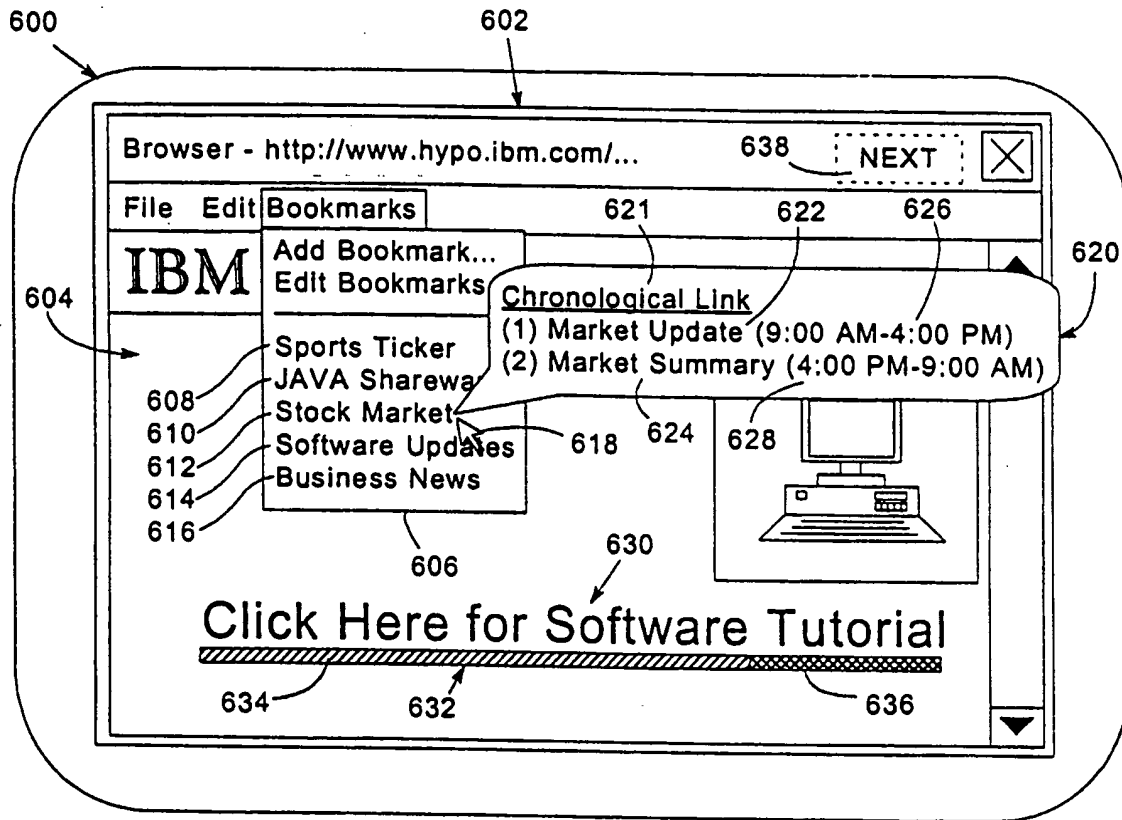 600
602
Browser - http://www.hypo.ibm.com/...
638
NEXT
File Edit Bookmarks
621
622
626
IBM
Add Bookmark...
Edit Bookmarks
620
604
Chronological Link
(1) Market Update (9:00 AM-4:00 PM)
(2) Market Summary (4:00 PM-9:00 AM)
608
Sports Ticker
610
JAVA Sharewa
612
Stock Market
618
624
628
614
Software Updates
616
Business News
606
630
Click Here for Software Tutorial
634
632
636